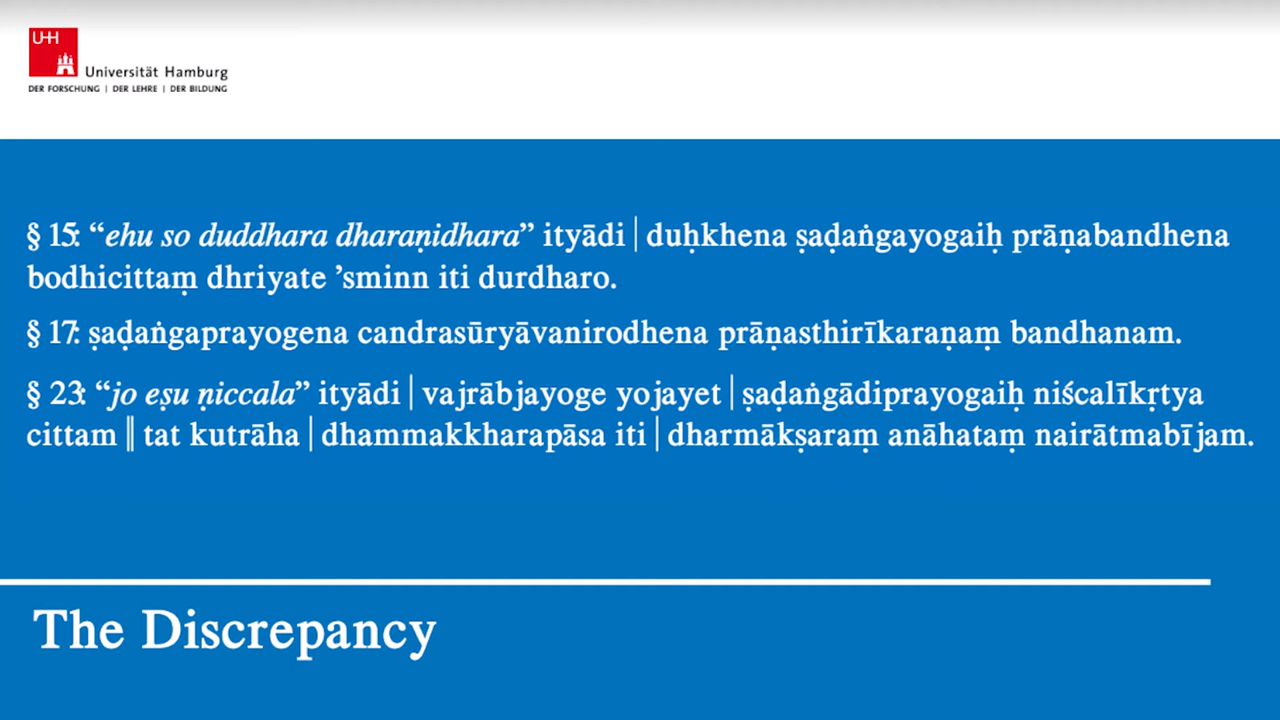 UHH
Universität Hamburg
DER FORSCHUNG | DER LEHRE | DER BILDUNG
§ 15: “ehu so duddhara dharaṇidhara” ityādi | duḥkhena ṣaḍaṅgayogaiḥ prāṇabandhena
bodhicittaṃ dhriyate ’sminn iti durdharo.
§ 17: ṣaḍaṅgaprayogena candrasūryāvanirodhena prāṇasthirīkaraṇaṃ bandhanam.
§ 23: “jo eṣu ṇiccala” ityādi | vajrābjayoge yojayet | ṣaḍaṅgādiprayogaiḥ niścalīkṛtya
cittam ‖ tat kutrāha | dhammakkharapāsa iti | dharmākṣaraṃ anāhataṃ nairātmabījam.
The Discrepancy